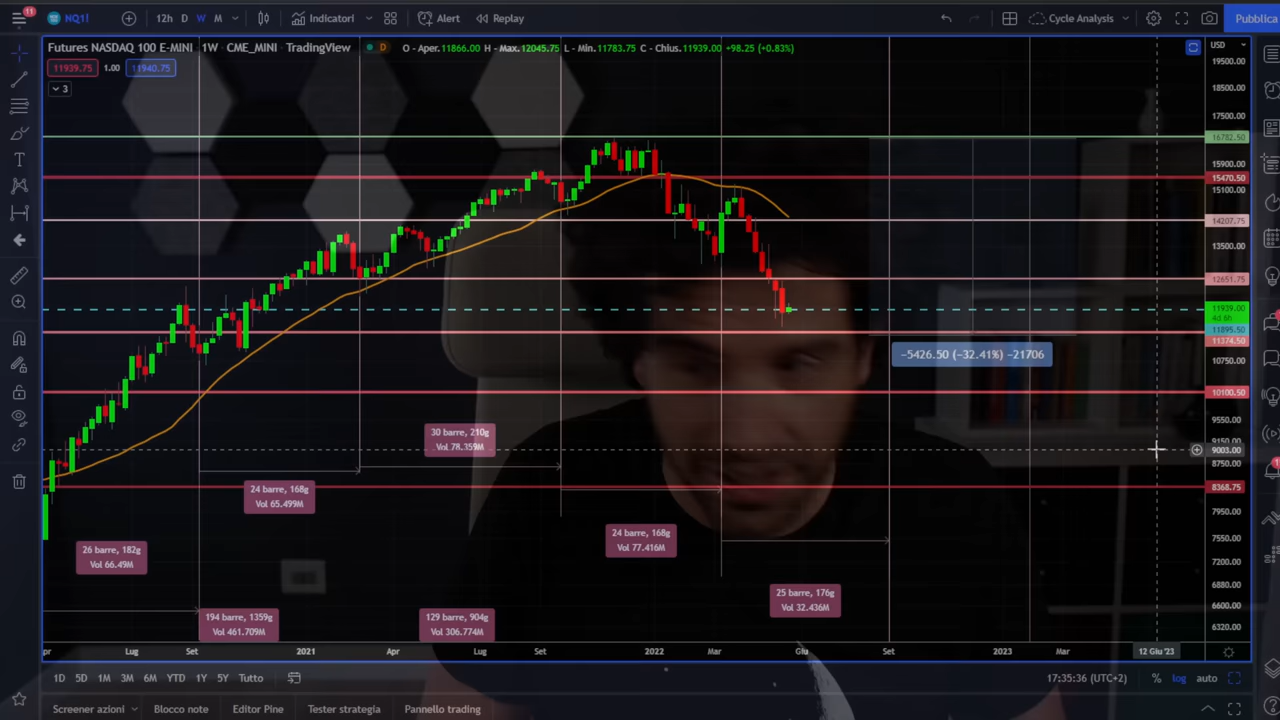 11
NQ1!
12h D W M
Indicatori
Alert
Replay
Cycle Analysis
Pubblica
Futures NASDAQ 100 E-MINI 1W CME_MINI TradingView D O - Aper.11866.00 H - Max.12045.75 L - Min.11783.75 C - Chius.11939.00 +98.25 (+0.83%)
USD
11939.75 1.00 11940.75
3
19500.00
18500.00
17500.00
16782.50
15900.00
15470.50
15100.00
14207.75
13500.00
12651.75
11939.00
4d 6h
11895.50
11374.50
10750.00
10100.50
9550.00
9150.00
9003.00
8750.00
8368.75
7950.00
7550.00
7200.00
6880.00
6600.00
6320.00
−5426.50 (−32.41%) −21706
30 barre, 210g
Vol 78.359M
24 barre, 168g
Vol 65.499M
24 barre, 168g
Vol 77.416M
26 barre, 182g
Vol 66.49M
25 barre, 176g
Vol 32.436M
194 barre, 1359g
Vol 461.709M
129 barre, 904g
Vol 306.774M
pr Lug Set 2021 Apr Lug Set 2022 Mar Giu Set 2023 Mar 12 Giu '23
1D 5D 1M 3M 6M YTD 1Y 5Y Tutto
17:35:36 (UTC+2) % log auto
Screener azioni Blocco note Editor Pine Tester strategia Pannello trading